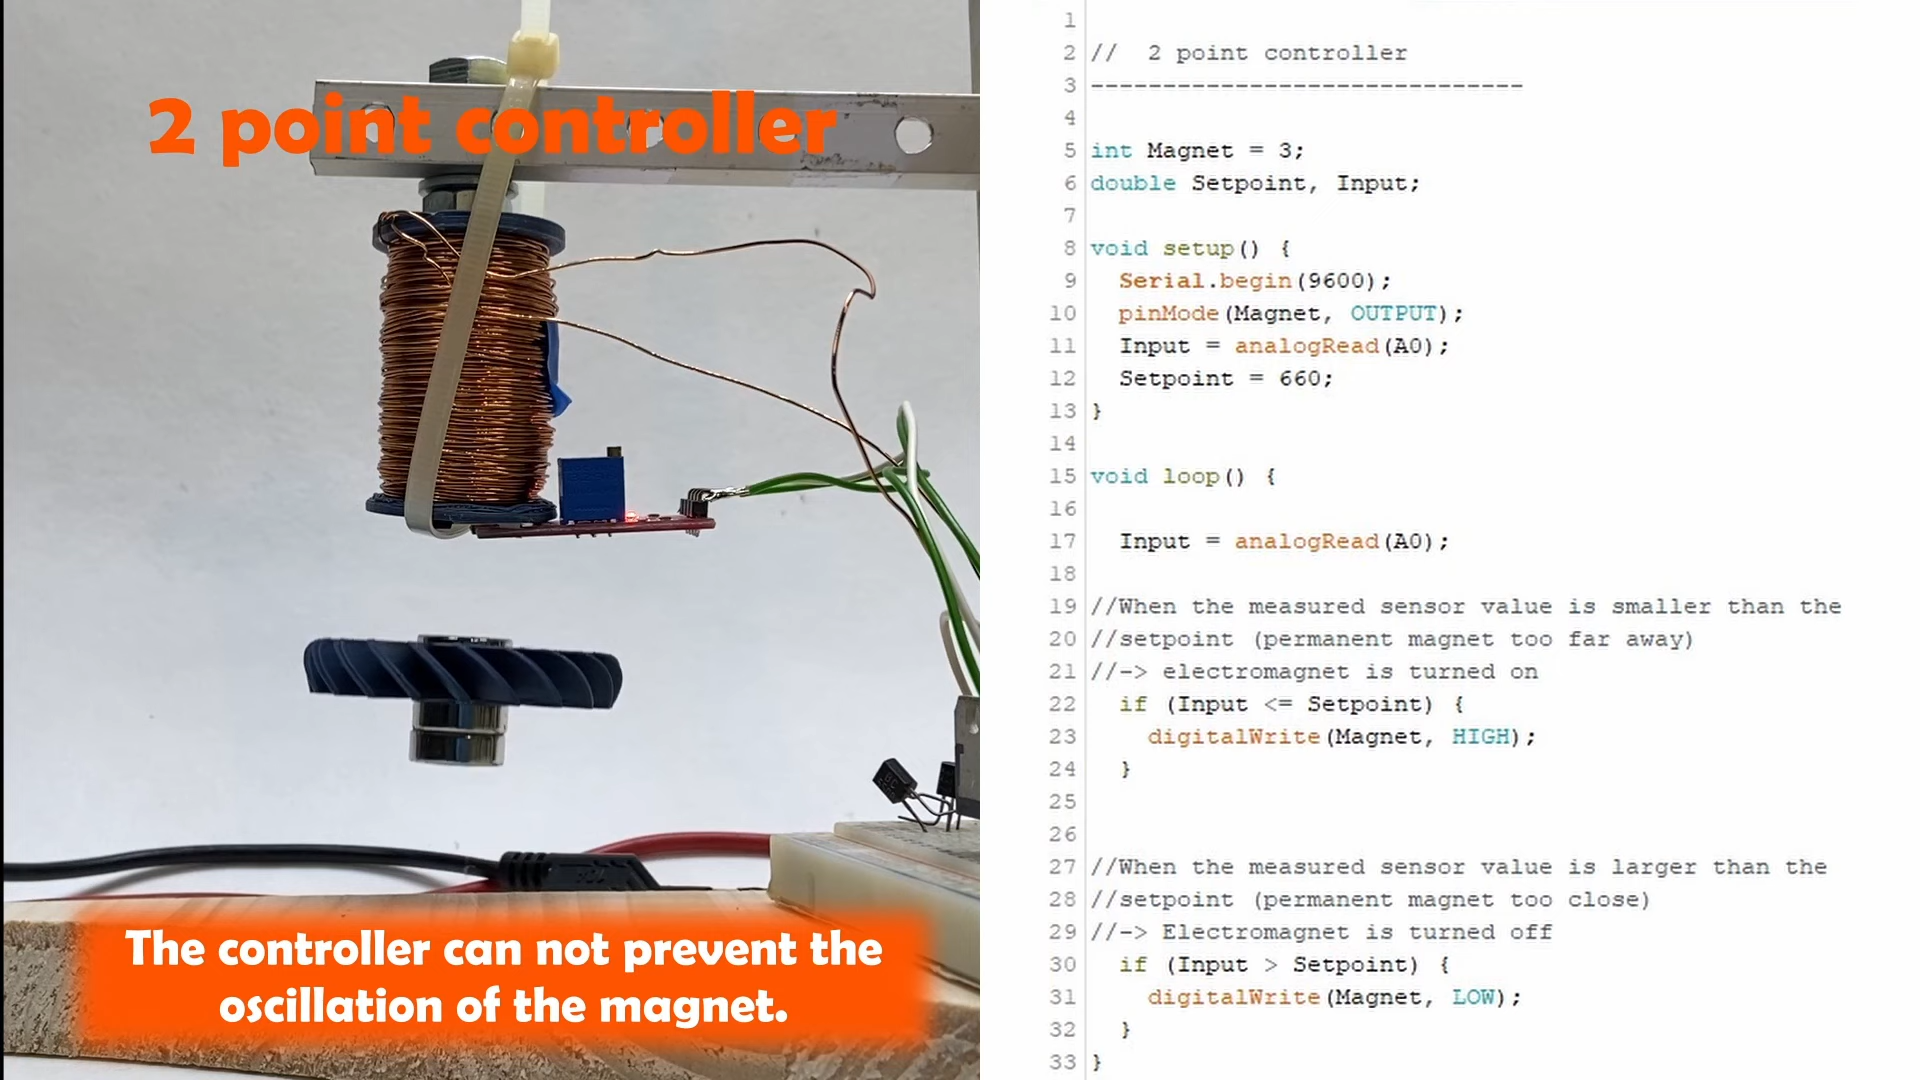 2 point controller
The controller can not prevent the
oscillation of the magnet.
1
2 //  2 point controller
3 ------------------------------
4
5 int Magnet = 3;
6 double Setpoint, Input;
7
8 void setup() {
9   Serial.begin(9600);
10   pinMode(Magnet, OUTPUT);
11   Input = analogRead(A0);
12   Setpoint = 660;
13 }
14
15 void loop() {
16
17   Input = analogRead(A0);
18
19 //When the measured sensor value is smaller than the
20 //setpoint (permanent magnet too far away)
21 //-> electromagnet is turned on
22   if (Input <= Setpoint) {
23     digitalWrite(Magnet, HIGH);
24   }
25
26
27 //When the measured sensor value is larger than the
28 //setpoint (permanent magnet too close)
29 //-> Electromagnet is turned off
30   if (Input > Setpoint) {
31     digitalWrite(Magnet, LOW);
32   }
33 }